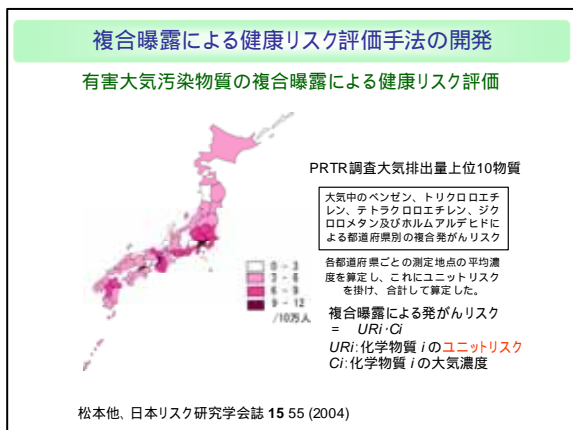 複合曝露による健康リスク評価手法の開発
有害大気汚染物質の複合曝露による健康リスク評価
PRTR調査大気排出量上位10物質
大気中のベンゼン、トリクロロエチ
レン、テトラクロロエチレン、ジク
ロロメタン及びホルムアルデヒドに
よる都道府県別の複合発がんリスク
各都道府県ごとの測定地点の平均濃
度を算定し、これにユニットリスク
を掛け、合計して算定した。
0 - 3
3 - 6
6 - 9
9 - 12
/10万人
複合曝露による発がんリスク
= URi·Ci
URi:化学物質 i のユニットリスク
Ci:化学物質 i の大気濃度
松本他、日本リスク研究学会誌 15 55 (2004)